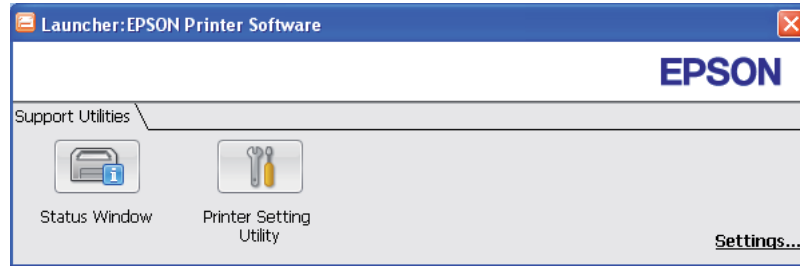 Launcher:EPSON Printer Software
EPSON
Support Utilities
Status Window
Printer Setting
Utility
Settings...